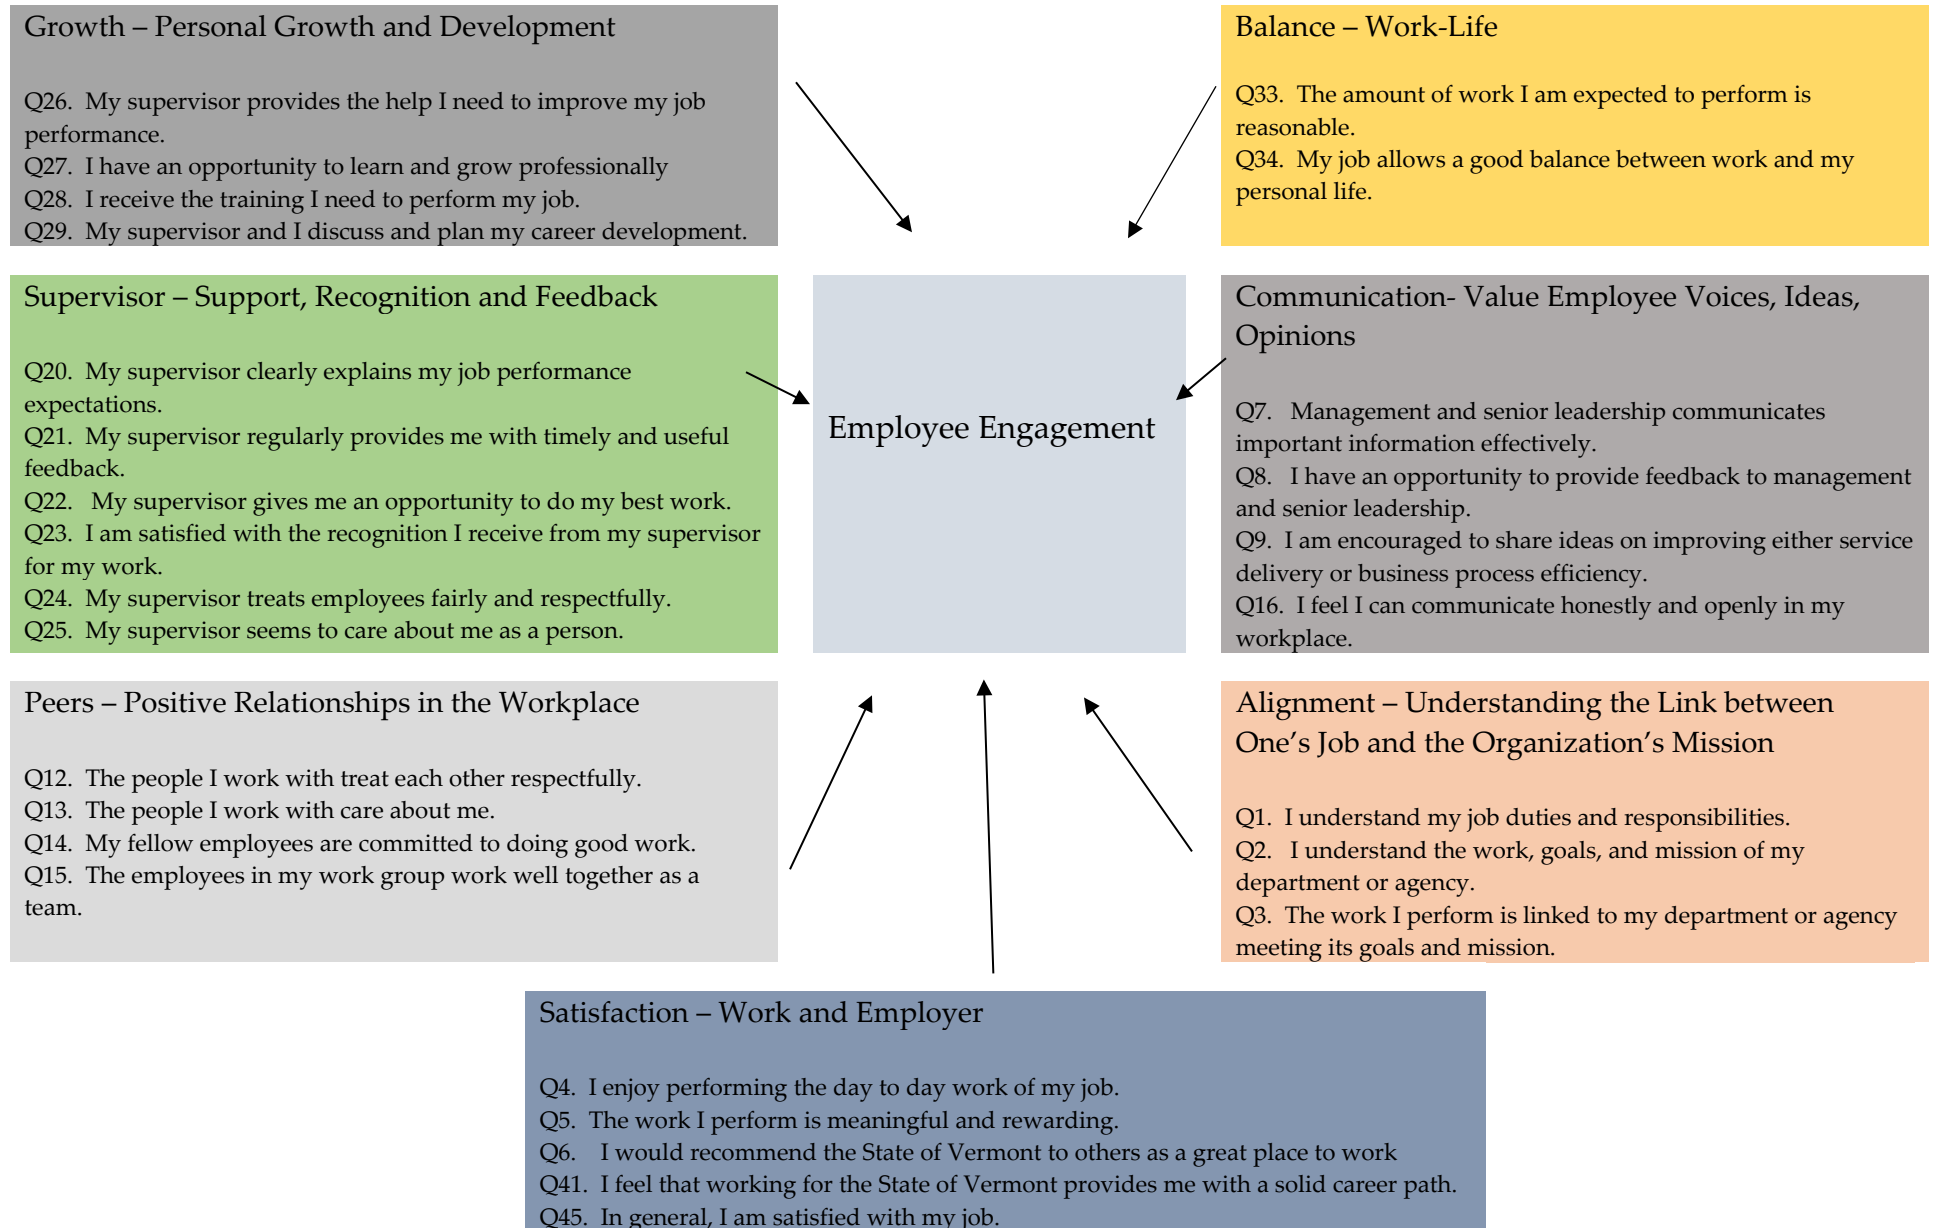 Growth – Personal Growth and Development
Q26.  My supervisor provides the help I need to improve my job
performance.
Q27.  I have an opportunity to learn and grow professionally
Q28.  I receive the training I need to perform my job.
Q29.  My supervisor and I discuss and plan my career development.
Balance – Work-Life
Q33.  The amount of work I am expected to perform is
reasonable.
Q34.  My job allows a good balance between work and my
personal life.
Supervisor – Support, Recognition and Feedback
Q20.  My supervisor clearly explains my job performance
expectations.
Q21.  My supervisor regularly provides me with timely and useful
feedback.
Q22.   My supervisor gives me an opportunity to do my best work.
Q23.  I am satisfied with the recognition I receive from my supervisor
for my work.
Q24.  My supervisor treats employees fairly and respectfully.
Q25.  My supervisor seems to care about me as a person.
Employee Engagement
Communication- Value Employee Voices, Ideas,
Opinions
Q7.   Management and senior leadership communicates
important information effectively.
Q8.   I have an opportunity to provide feedback to management
and senior leadership.
Q9.  I am encouraged to share ideas on improving either service
delivery or business process efficiency.
Q16.  I feel I can communicate honestly and openly in my
workplace.
Peers – Positive Relationships in the Workplace
Q12.  The people I work with treat each other respectfully.
Q13.  The people I work with care about me.
Q14.  My fellow employees are committed to doing good work.
Q15.  The employees in my work group work well together as a
team.
Alignment – Understanding the Link between
One’s Job and the Organization’s Mission
Q1.  I understand my job duties and responsibilities.
Q2.   I understand the work, goals, and mission of my
department or agency.
Q3.  The work I perform is linked to my department or agency
meeting its goals and mission.
Satisfaction – Work and Employer
Q4.  I enjoy performing the day to day work of my job.
Q5.  The work I perform is meaningful and rewarding.
Q6.   I would recommend the State of Vermont to others as a great place to work
Q41.  I feel that working for the State of Vermont provides me with a solid career path.
Q45.  In general, I am satisfied with my job.